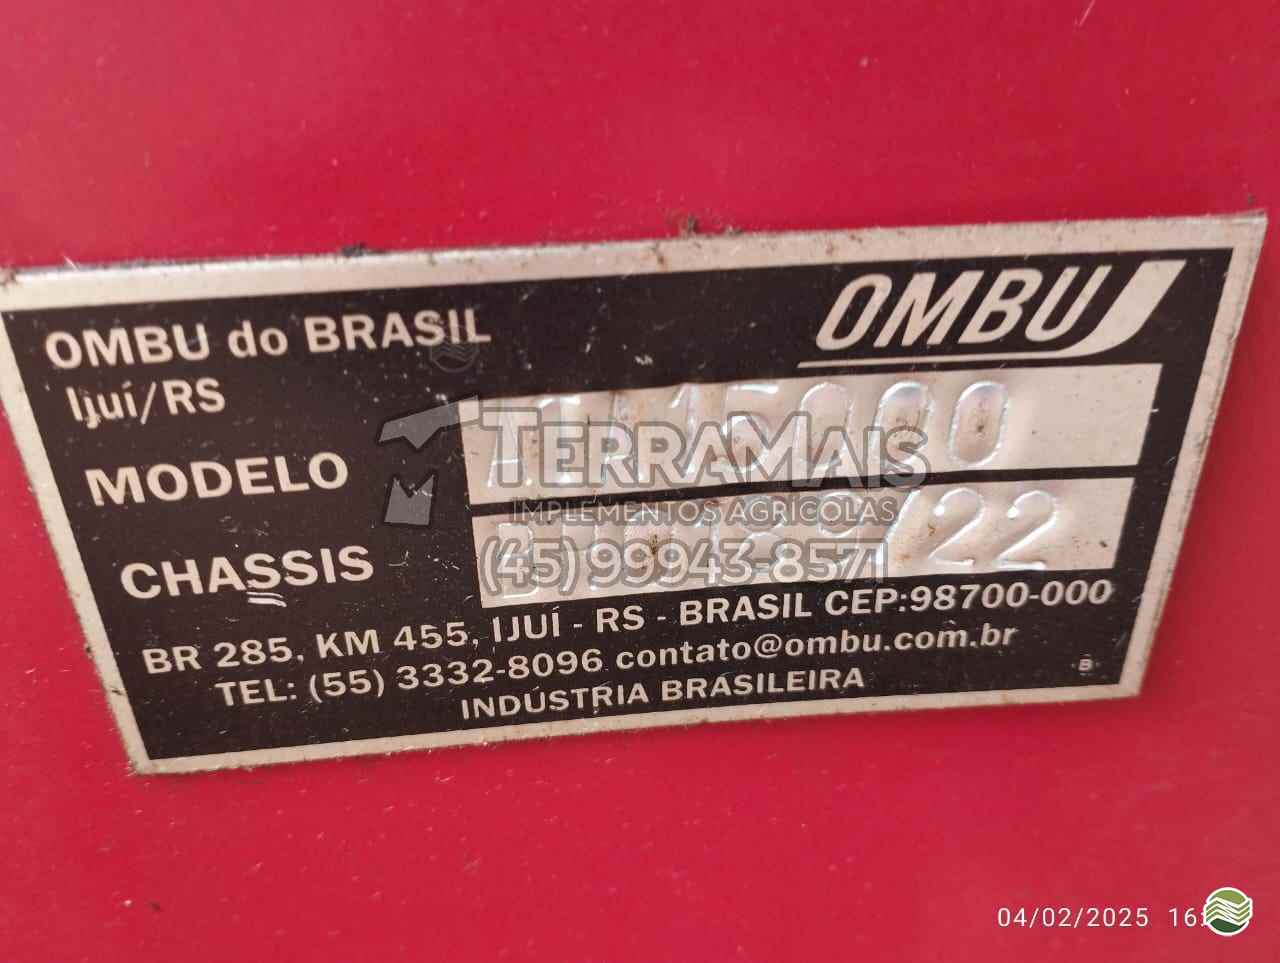 OMBU do BRASIL
OMBU
Ijuí/RS
MODELO
TERRAMAIS
IMPLEMENTOS AGRÍCOLAS
CHASSIS
(45) 99943-8571
BR 285, KM 455, IJUÍ - RS - BRASIL CEP:98700-000
TEL: (55) 3332-8096 contato@ombu.com.br
INDÚSTRIA BRASILEIRA
B
04/02/2025